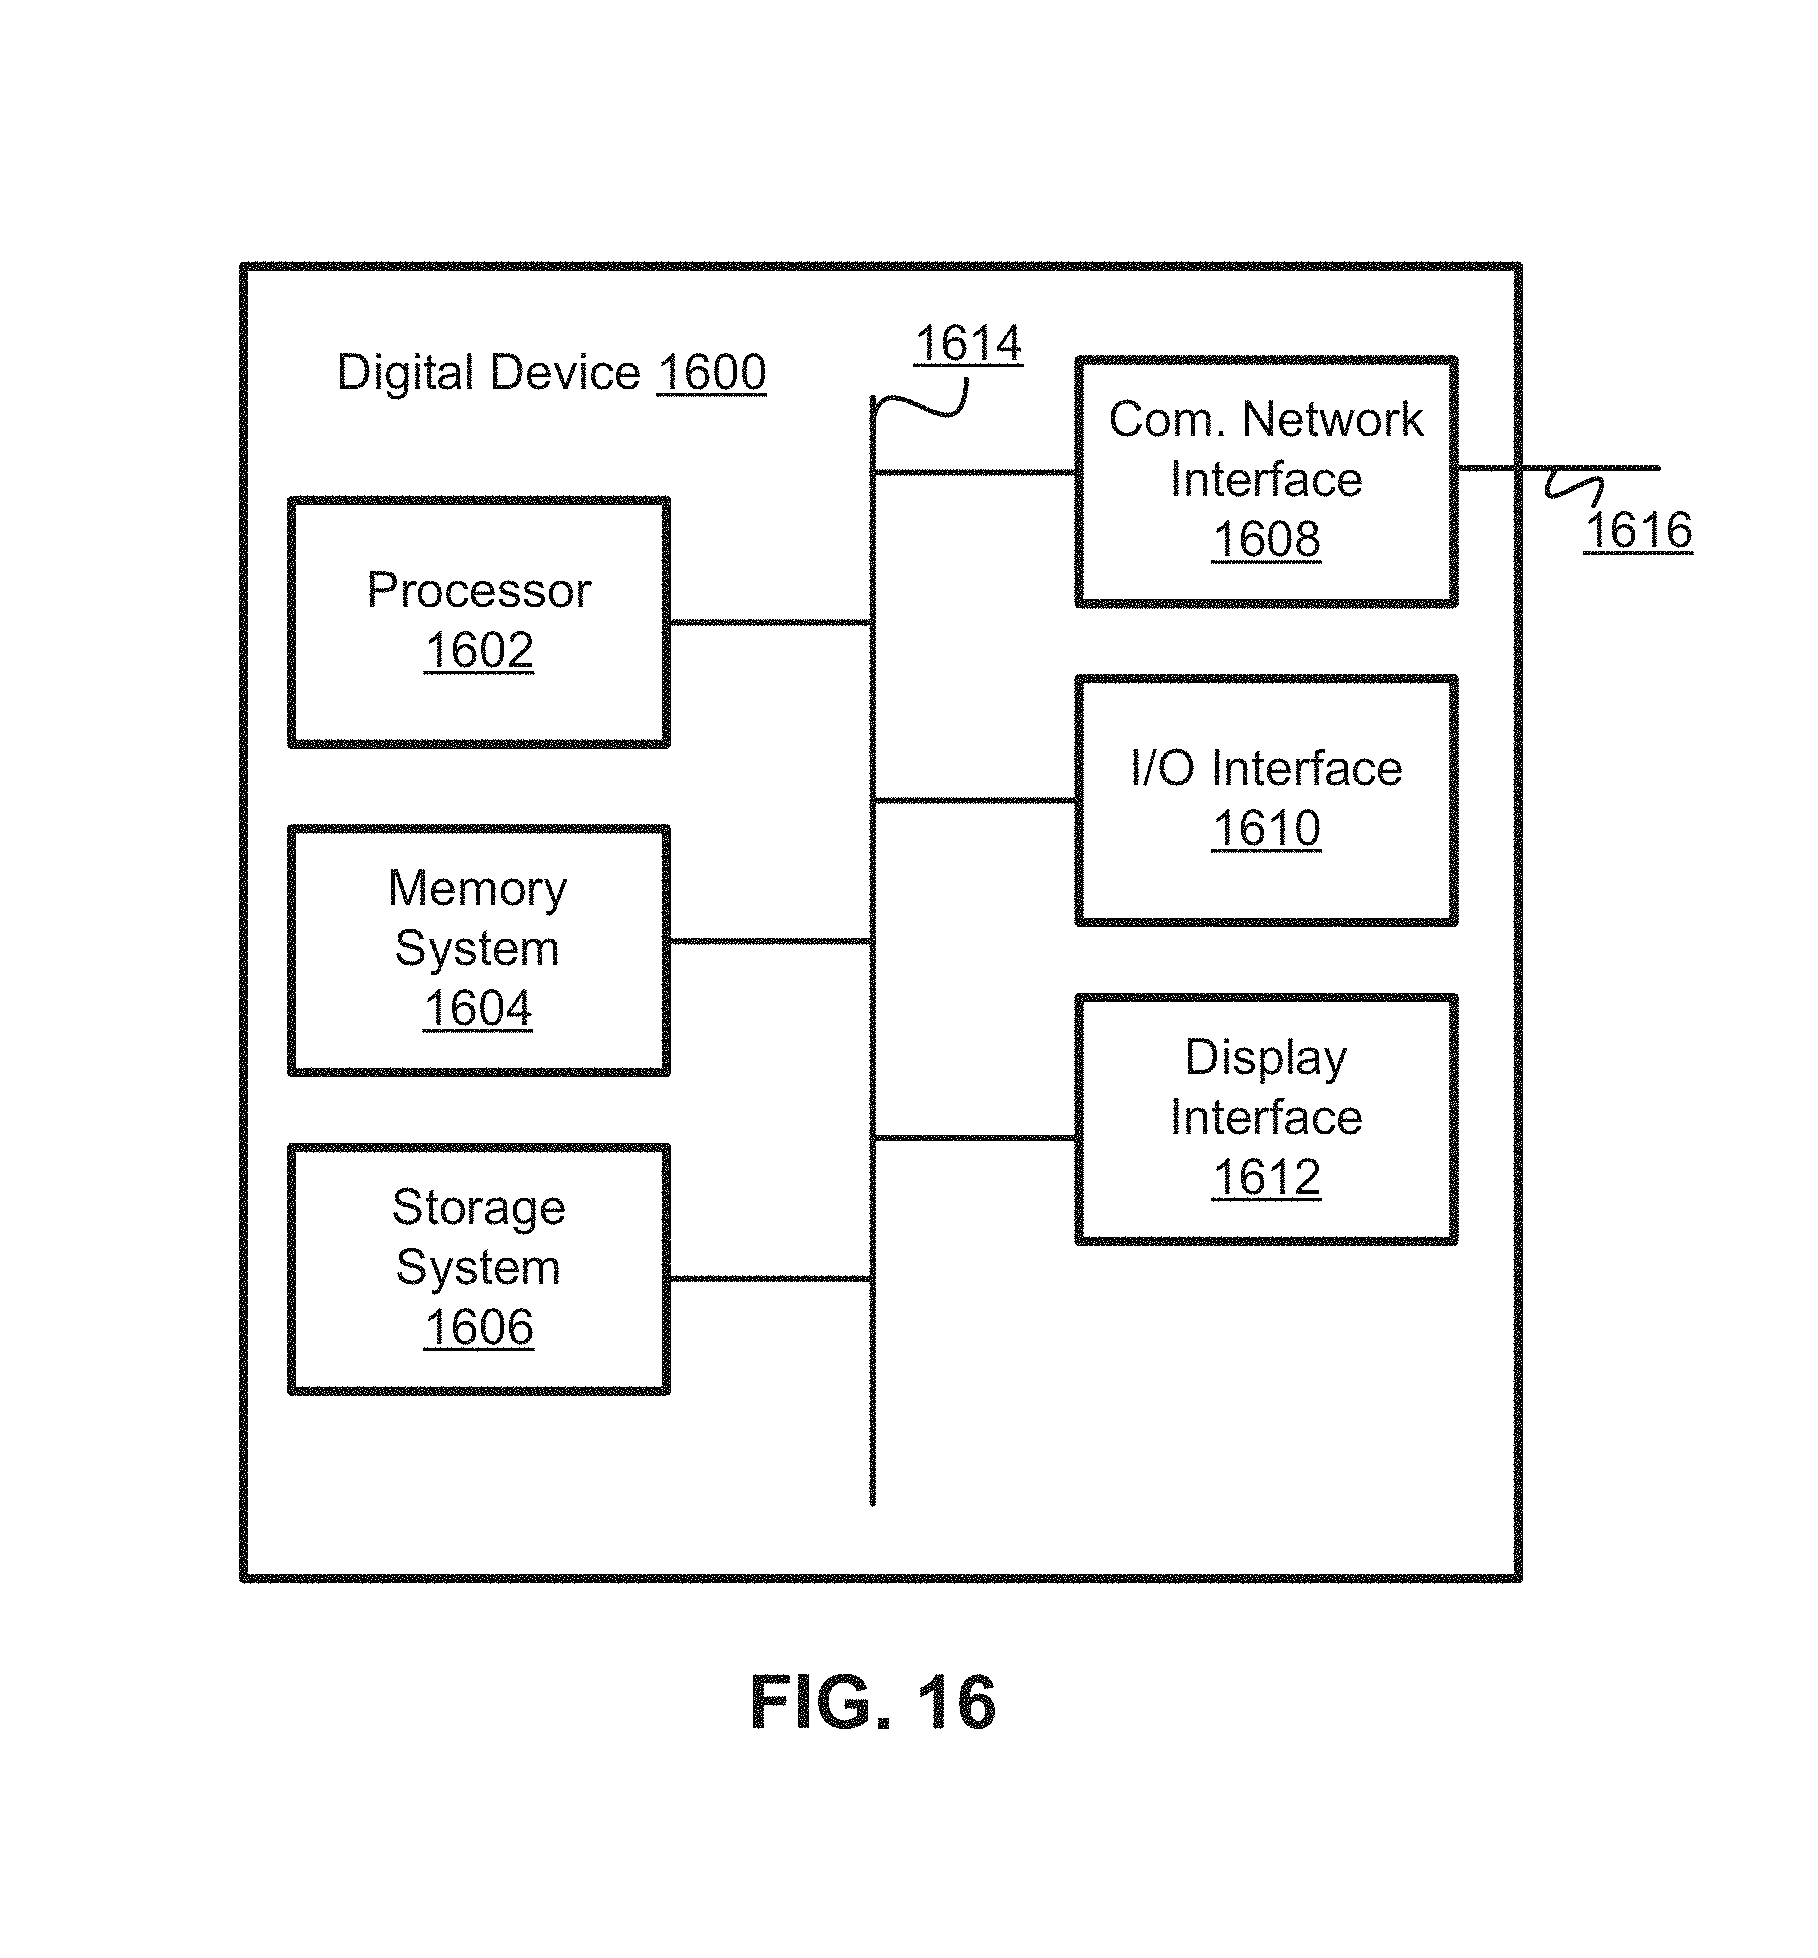 Digital Device 1600
1614
Processor
1602
Memory
System
1604
Storage
System
1606
Com. Network
Interface
1608
1616
I/O Interface
1610
Display
Interface
1612
FIG. 16